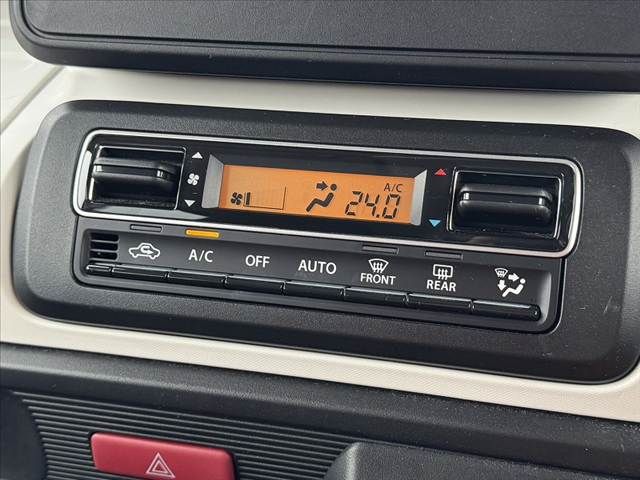 A/C
24.0
A/C
OFF
AUTO
FRONT
REAR